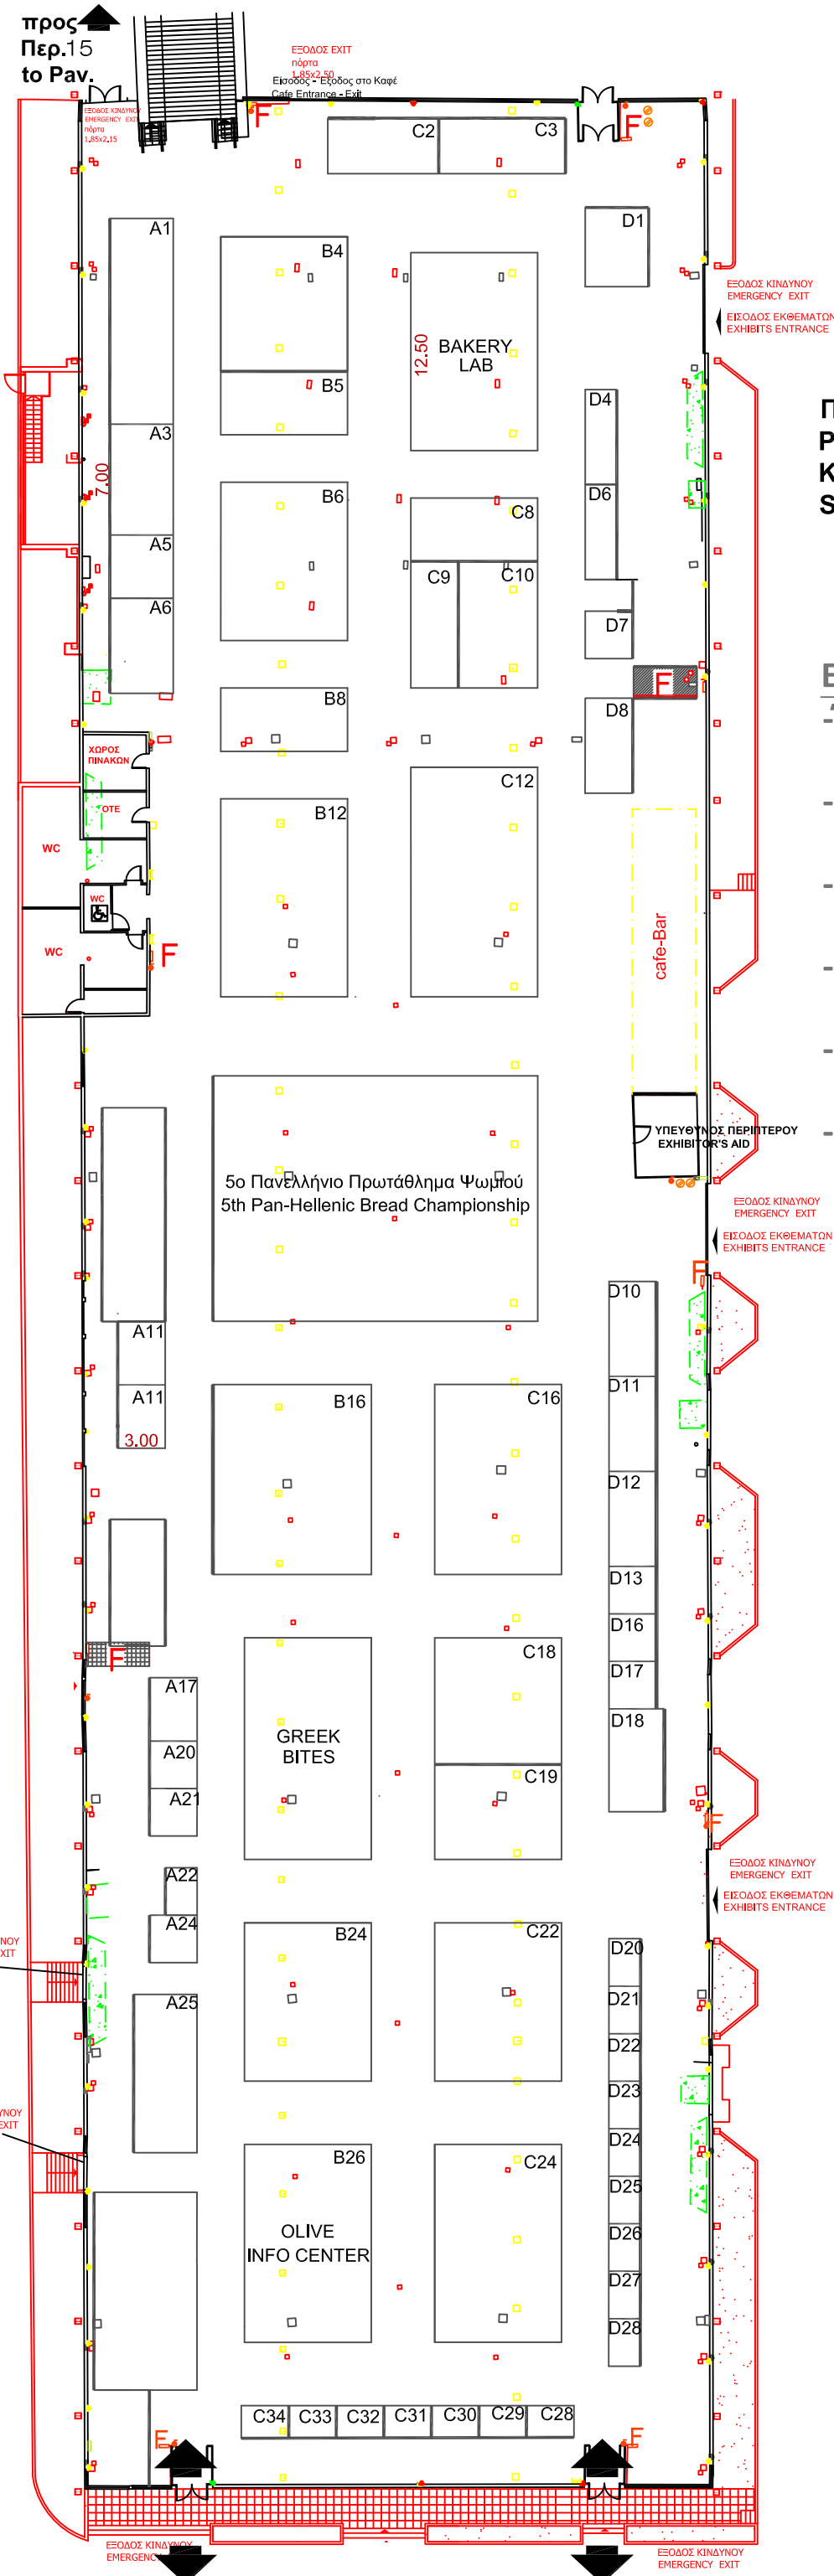 προς
Περ.15
to Pav.
ΕΞΟΔΟΣ EXIT
πόρτα
1.85x2.50
Είσοδος - Έξοδος στο Καφέ
Cafe Entrance - Exit
ΕΞΟΔΟΣ ΚΙΝΔΥΝΟΥ
EMERGENCY EXIT
πόρτα
1.85x2.15
F
F
C2
C3
A1
B4
D1
BAKERY
LAB
12.50
ΕΞΟΔΟΣ ΚΙΝΔΥΝΟΥ
EMERGENCY EXIT
ΕΙΣΟΔΟΣ ΕΚΘΕΜΑΤΩΝ
EXHIBITS ENTRANCE
B5
D4
A3
7.00
B6
D6
C8
A5
C9
C10
A6
D7
F
B8
D8
ΧΩΡΟΣ
ΠΙΝΑΚΩΝ
C12
OTE
B12
WC
WC
WC
F
cafe-Bar
ΥΠΕΥΘΥΝΟΣ ΠΕΡΙΠΤΕΡΟΥ
EXHIBITOR'S AID
5ο Πανελλήνιο Πρωτάθλημα Ψωμιού
5th Pan-Hellenic Bread Championship
ΕΞΟΔΟΣ ΚΙΝΔΥΝΟΥ
EMERGENCY EXIT
ΕΙΣΟΔΟΣ ΕΚΘΕΜΑΤΩΝ
EXHIBITS ENTRANCE
F
D10
A11
D11
A11
3.00
B16
C16
D12
D13
D16
F
C18
D17
A17
D18
GREEK
BITES
A20
C19
A21
F
ΕΞΟΔΟΣ ΚΙΝΔΥΝΟΥ
EMERGENCY EXIT
ΕΙΣΟΔΟΣ ΕΚΘΕΜΑΤΩΝ
EXHIBITS ENTRANCE
A22
A24
B24
C22
D20
D21
A25
D22
D23
D24
B26
C24
D25
OLIVE
INFO CENTER
D26
D27
D28
C34
C33
C32
C31
C30
C29
C28
F
F
ΕΞΟΔΟΣ ΚΙΝΔΥΝΟΥ
ΕΞΟΔΟΣ ΚΙΝΔΥΝΟΥ
EMERGENCY EXIT